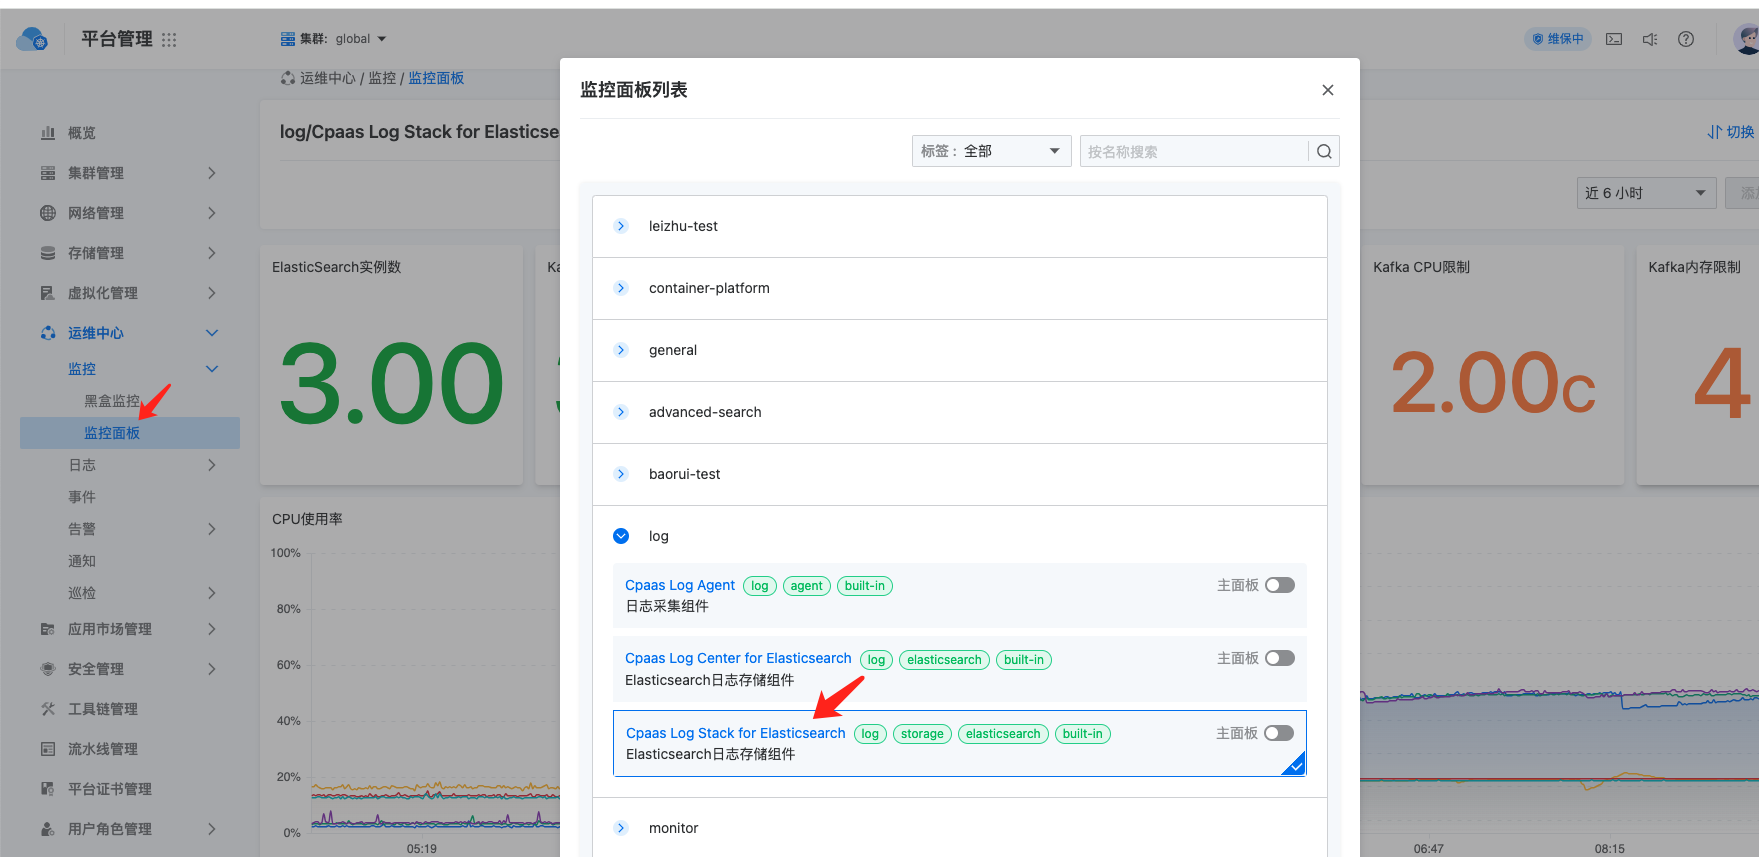 平台管理
集群: global
维保中
运维中心 / 监控 / 监控面板
概览
集群管理
网络管理
存储管理
虚拟化管理
运维中心
监控
黑盒监控
监控面板
日志
事件
告警
通知
巡检
应用市场管理
安全管理
工具链管理
流水线管理
平台证书管理
用户角色管理
log/Cpaas Log Stack for Elasticse
切换
近 6 小时
ElasticSearch实例数
3.00
Kafka CPU限制
2.00c
Kafka内存限制
4
CPU使用率
100%
80%
60%
40%
20%
0%
05:19
06:47
08:15
监控面板列表
标签 : 全部
按名称搜索
leizhu-test
container-platform
general
advanced-search
baorui-test
log
Cpaas Log Agent log agent built-in 主面板
日志采集组件
Cpaas Log Center for Elasticsearch log elasticsearch built-in 主面板
Elasticsearch日志存储组件
Cpaas Log Stack for Elasticsearch log storage elasticsearch built-in 主面板
Elasticsearch日志存储组件
monitor